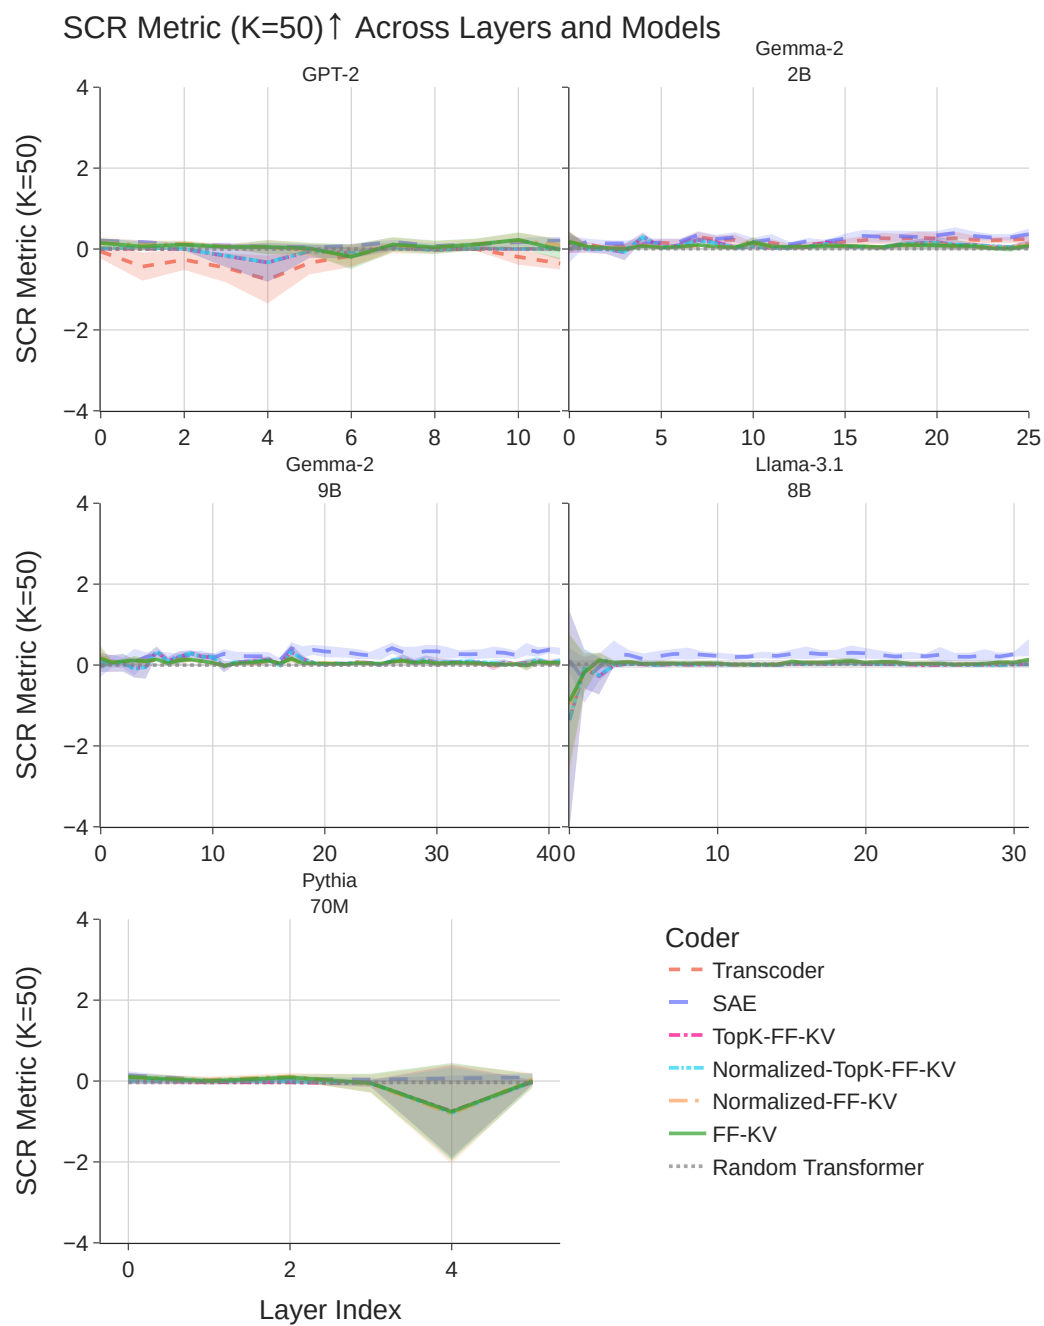 SCR Metric (K=50)↑ Across Layers and Models
GPT-2
Gemma-2
2B
SCR Metric (K=50)
4
2
0
−2
−4
0 2 4 6 8 10
0 5 10 15 20 25
Gemma-2
9B
Llama-3.1
8B
SCR Metric (K=50)
4
2
0
−2
−4
0 10 20 30 40
0 10 20 30
Pythia
70M
SCR Metric (K=50)
4
2
0
−2
−4
0 2 4
Layer Index
Coder
Transcoder
SAE
TopK-FF-KV
Normalized-TopK-FF-KV
Normalized-FF-KV
FF-KV
Random Transformer